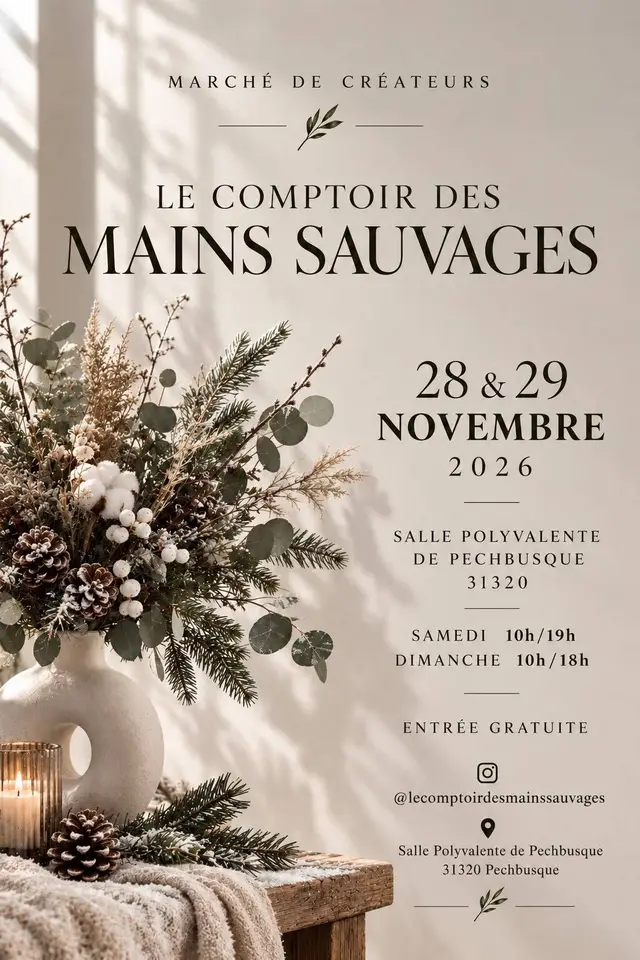 MARCHÉ DE CRÉATEURS
LE COMPTOIR DES
MAINS SAUVAGES
28 & 29
NOVEMBRE
2026
SALLE POLYVALENTE
DE PECHBUSQUE
31320
SAMEDI 10h/19h
DIMANCHE 10h/18h
ENTRÉE GRATUITE
@lecomptoirdesmainssauvages
Salle Polyvalente de Pechbusque
31320 Pechbusque